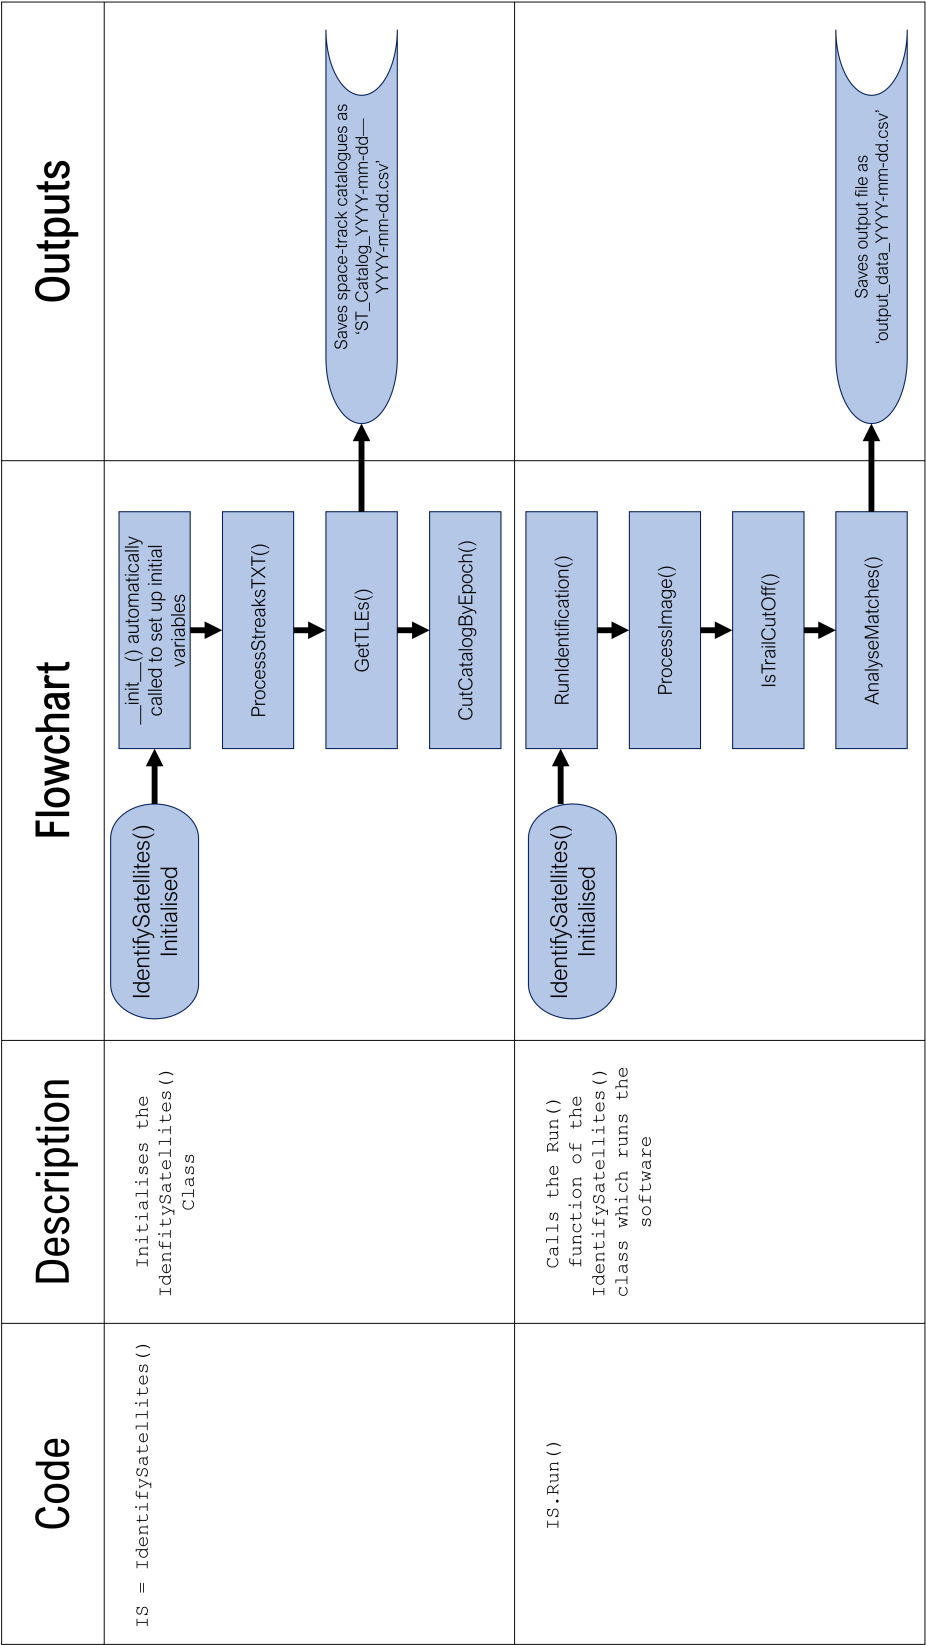 Code
Description
Flowchart
Outputs
IS = IdentifySatellites()
Initialises the
IdenfitySatellites()
Class
IdentifySatellites()
Initialised
__init__() automatically
called to set up initial
variables
ProcessStreaksTXT()
GetTLEs()
CutCatalogByEpoch()
Saves space-track catalogues as
‘ST_Catalog_YYYY-mm-dd—
YYYY-mm-dd.csv’
IS.Run()
Calls the Run()
function of the
IdentifySatellites()
class which runs the
software
IdentifySatellites()
Initialised
RunIdentification()
ProcessImage()
IsTrailCutOff()
AnalyseMatches()
Saves output file as
‘output_data_YYYY-mm-dd.csv’